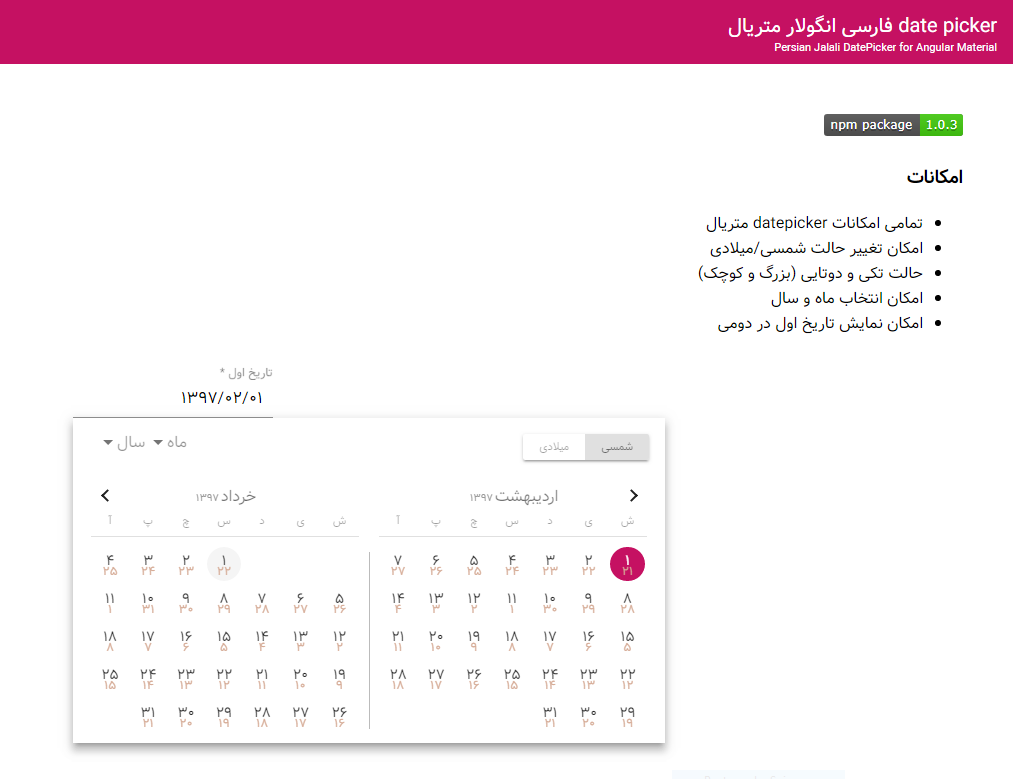 date picker فارسی انگولار متریال
Persian Jalali DatePicker for Angular Material
npm package 1.0.3
امکانات
تمامی امکانات datepicker متریال
امکان تغییر حالت شمسی/میلادی
حالت تکی و دوتایی (بزرگ و کوچک)
امکان انتخاب ماه و سال
امکان نمایش تاریخ اول در دومی
تاریخ اول *
۱۳۹۷/۰۲/۰۱
شمسی میلادی
ماه سال
اردیبهشت ۱۳۹۷
ش ی د س چ پ آ
۱ ۲ ۳ ۴ ۵ ۶ ۷
۲۱ ۲۲ ۲۳ ۲۴ ۲۵ ۲۶ ۲۷
۸ ۹ ۱۰ ۱۱ ۱۲ ۱۳ ۱۴
۲۸ ۲۹ ۳۰ ۱ ۲ ۳ ۴
۱۵ ۱۶ ۱۷ ۱۸ ۱۹ ۲۰ ۲۱
۵ ۶ ۷ ۸ ۹ ۱۰ ۱۱
۲۲ ۲۳ ۲۴ ۲۵ ۲۶ ۲۷ ۲۸
۱۲ ۱۳ ۱۴ ۱۵ ۱۶ ۱۷ ۱۸
۲۹ ۳۰ ۳۱
۱۹ ۲۰ ۲۱
خرداد ۱۳۹۷
ش ی د س چ پ آ
۱ ۲ ۳ ۴
۲۲ ۲۳ ۲۴ ۲۵
۵ ۶ ۷ ۸ ۹ ۱۰ ۱۱
۲۶ ۲۷ ۲۸ ۲۹ ۳۰ ۳۱ ۱
۱۲ ۱۳ ۱۴ ۱۵ ۱۶ ۱۷ ۱۸
۲ ۳ ۴ ۵ ۶ ۷ ۸
۱۹ ۲۰ ۲۱ ۲۲ ۲۳ ۲۴ ۲۵
۹ ۱۰ ۱۱ ۱۲ ۱۳ ۱۴ ۱۵
۲۶ ۲۷ ۲۸ ۲۹ ۳۰ ۳۱
۱۶ ۱۷ ۱۸ ۱۹ ۲۰ ۲۱